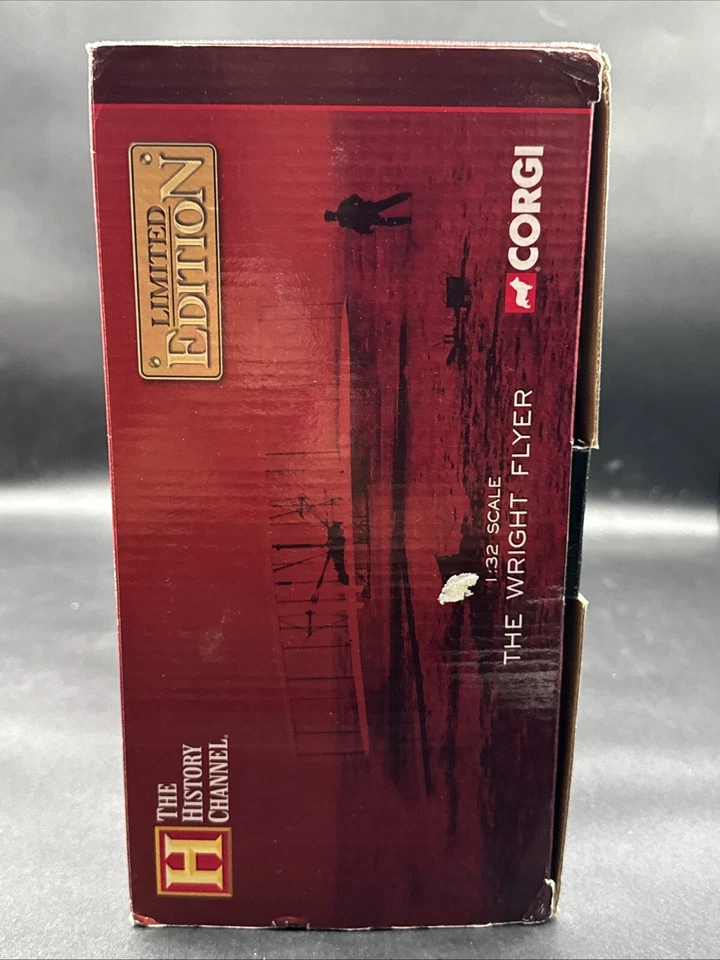 THE
HISTORY
CHANNEL.
H
LIMITED
EDITION
1:32 SCALE
THE WRIGHT FLYER
CORGI